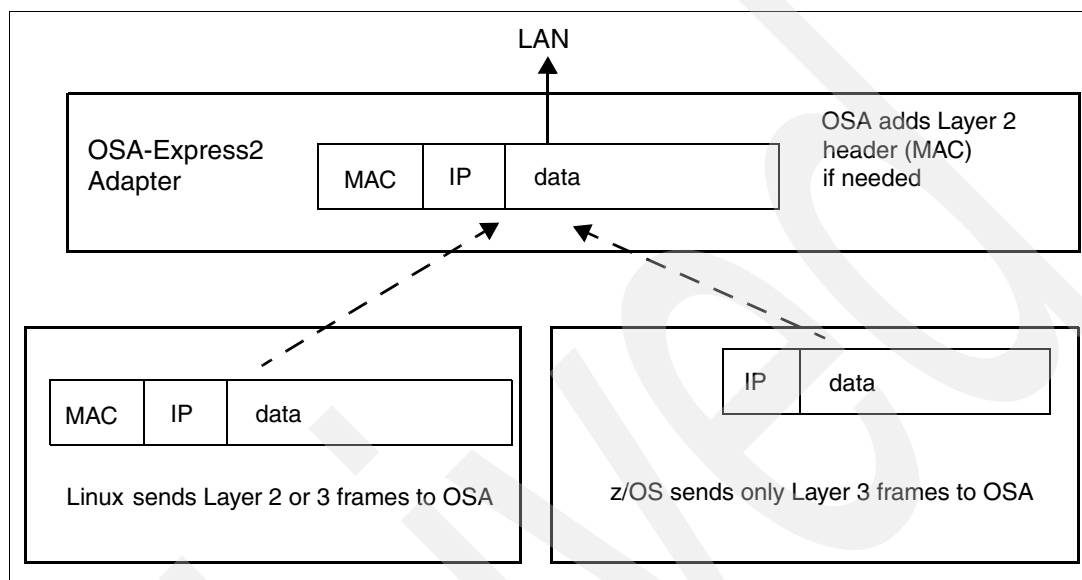 LAN
OSA-Express2
Adapter
MAC IP data
OSA adds Layer 2
header (MAC)
if needed
MAC IP data
Linux sends Layer 2 or 3 frames to OSA
IP data
z/OS sends only Layer 3 frames to OSA